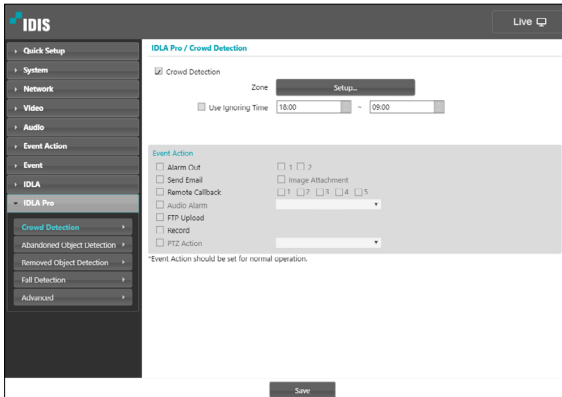 IDIS
Live
Quick Setup
System
Network
Video
Audio
Event Action
Event
IDLA
IDLA Pro
Crowd Detection
Abandoned Object Detection
Removed Object Detection
Fall Detection
Advanced
IDLA Pro / Crowd Detection
Crowd Detection
Zone Setup...
Use Ignoring Time 18:00 ~ 09:00
Event Action
Alarm Out 1 2
Send Email Image Attachment
Remote Callback 1 2 3 4 5
Audio Alarm
FTP Upload
Record
PTZ Action
*Event Action should be set for normal operation.
Save